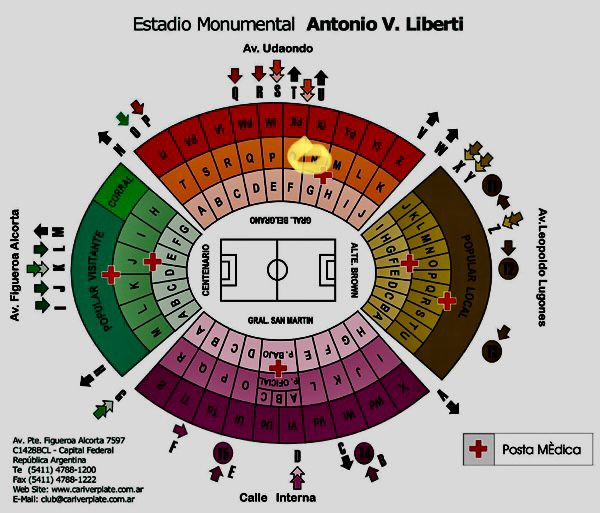 Estadio Monumental Antonio V. Liberti
Av. Udaondo
Q R S T U
P
O
N
V
W
X
Y
Z
T S R Q P
M L K
A B C D E F G H I J
GRAL. BELGRANO
CORRAL
POPULAR VISITANTE
I H
J
K
L
M
G
F
E
D
C
B
A
CENTENARIO
ALTE. BROWN
J K L M N O P Q R S T U
I H G F E D C B A
POPULAR LOCAL
Av. Figueroa Alcorta
M
L
K
J
I
Av.Leopoldo Lugones
GRAL. SAN MARTIN
A B C D
P. BAJO
E F G H
R Q P O
P. OFICIAL
A B C
L K J I
H
G
F
E
D
C
B
A
Calle Interna
Av. Pte. Figueroa Alcorta 7597
C1428BCL - Capital Federal
República Argentina
Te (5411) 4788-1200
Fax (5411) 4788-1222
Web Site: www.cariverplate.com.ar
E-Mail: club@cariverplate.com.ar
Posta Mèdica